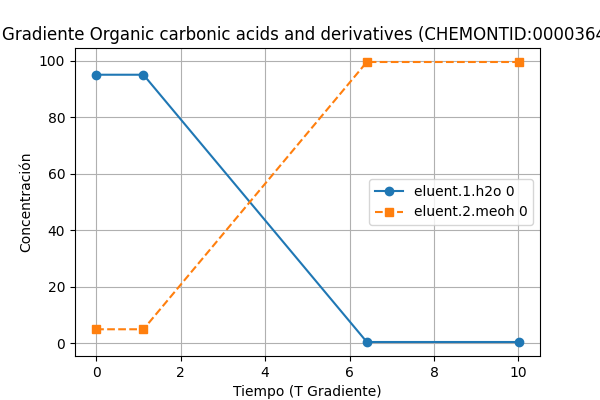 Gradiente Organic carbonic acids and derivatives (CHEMONTID:0000364
100
80
60
40
20
0
Concentración
eluent.1.h2o 0
eluent.2.meoh 0
0 2 4 6 8 10
Tiempo (T Gradiente)